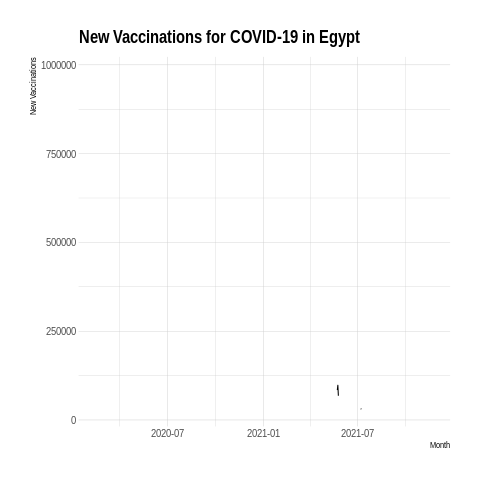 New Vaccinations for COVID-19 in Egypt
New Vaccinations
1000000
750000
500000
250000
0
2020-07 2021-01 2021-07
Month